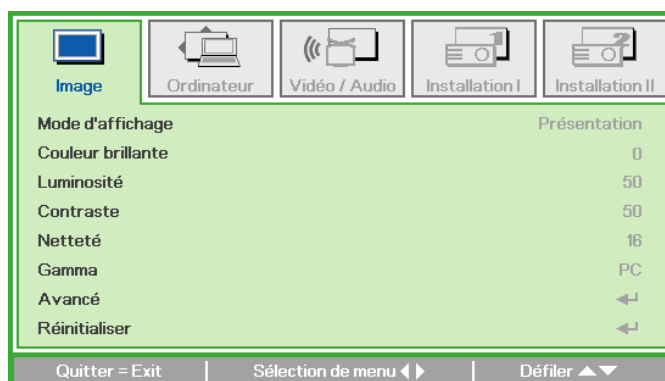 Image Ordinateur Vidéo / Audio Installation I Installation II
Mode d'affichage Présentation
Couleur brillante 0
Luminosité 50
Contraste 50
Netteté 16
Gamma PC
Avancé
Réinitialiser
Quitter = Exit Sélection de menu Défiler